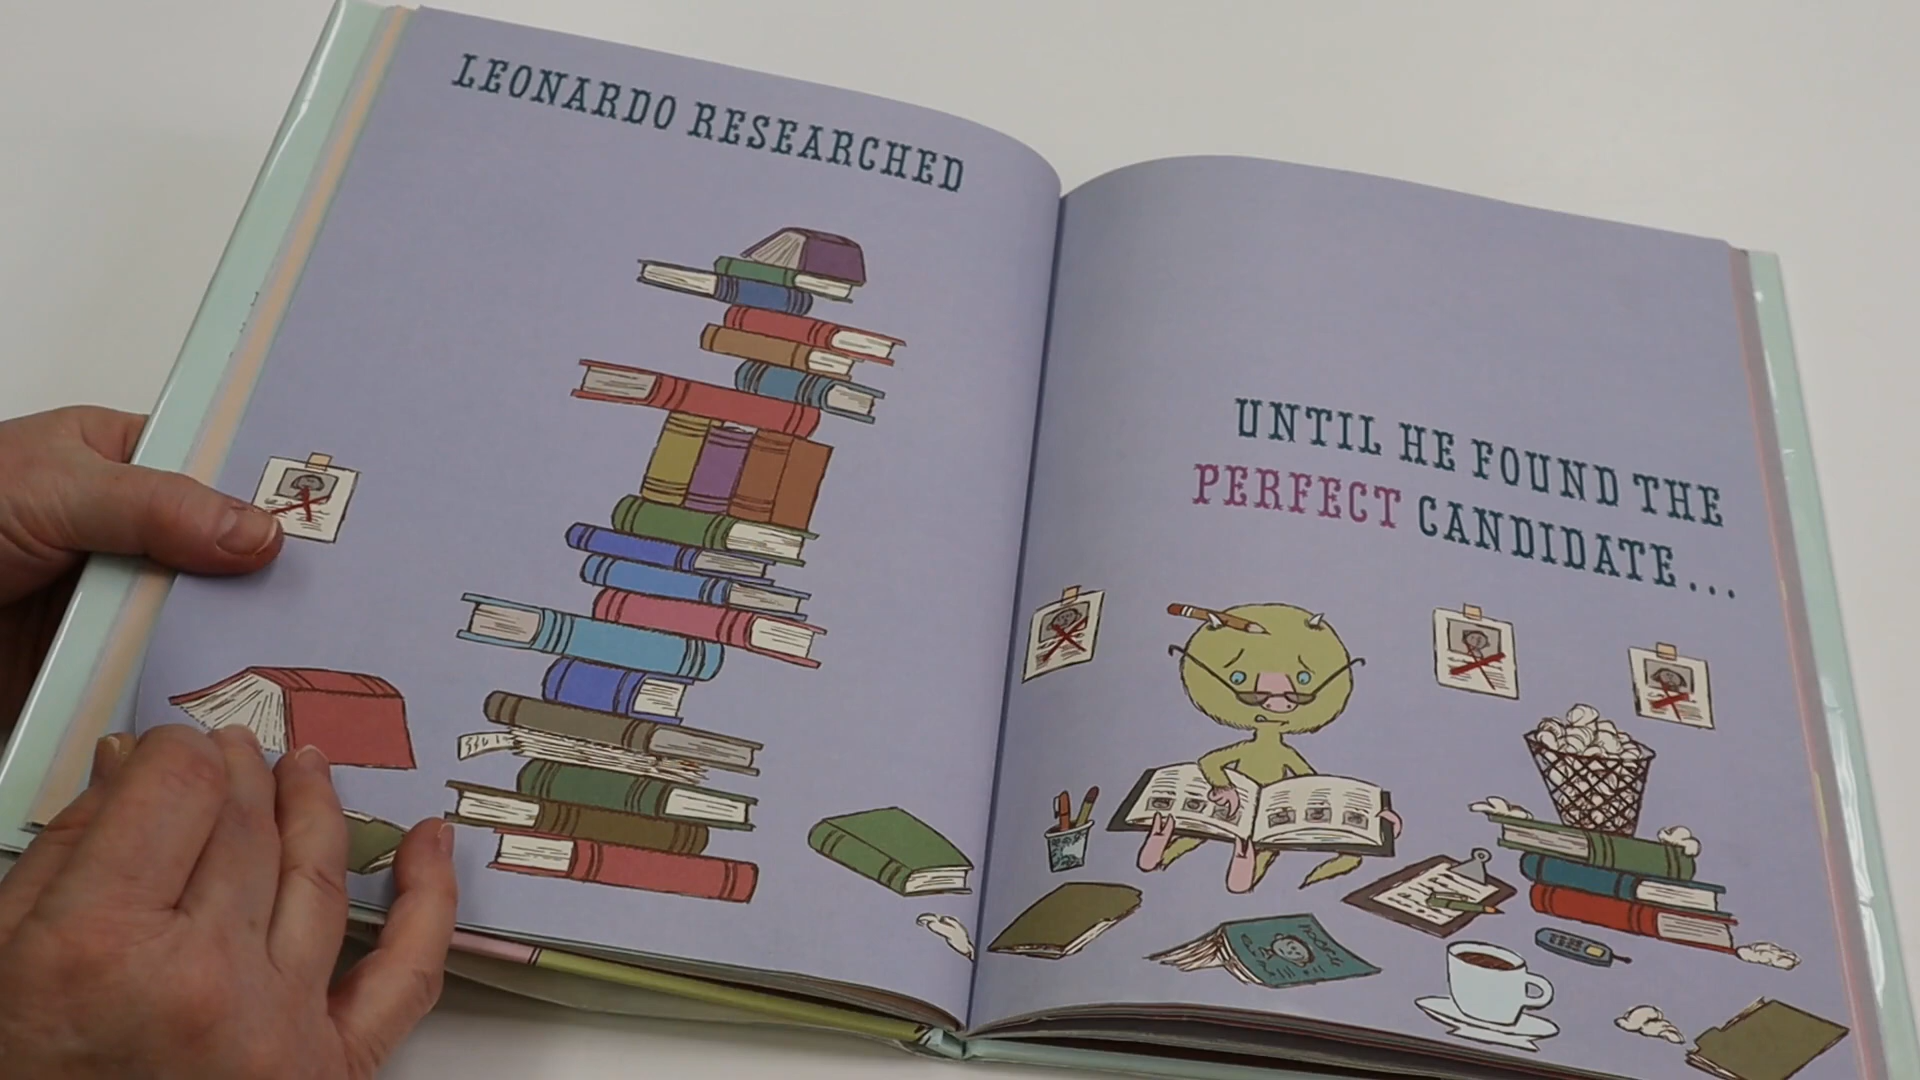 LEONARDO RESEARCHED
UNTIL HE FOUND THE
PERFECT CANDIDATE...